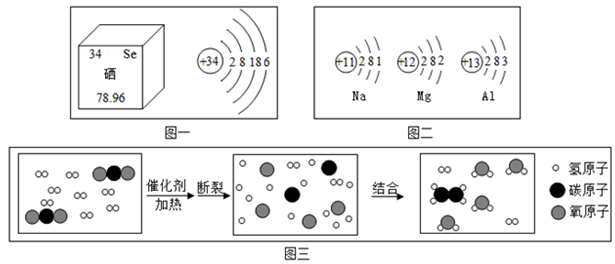 34 Se
硒
78.96
+34 2 8 18 6
图一
+11 2 8 1
Na
+12 2 8 2
Mg
+13 2 8 3
Al
图二
催化剂
加热
断裂
结合
氢原子
碳原子
氧原子
图三